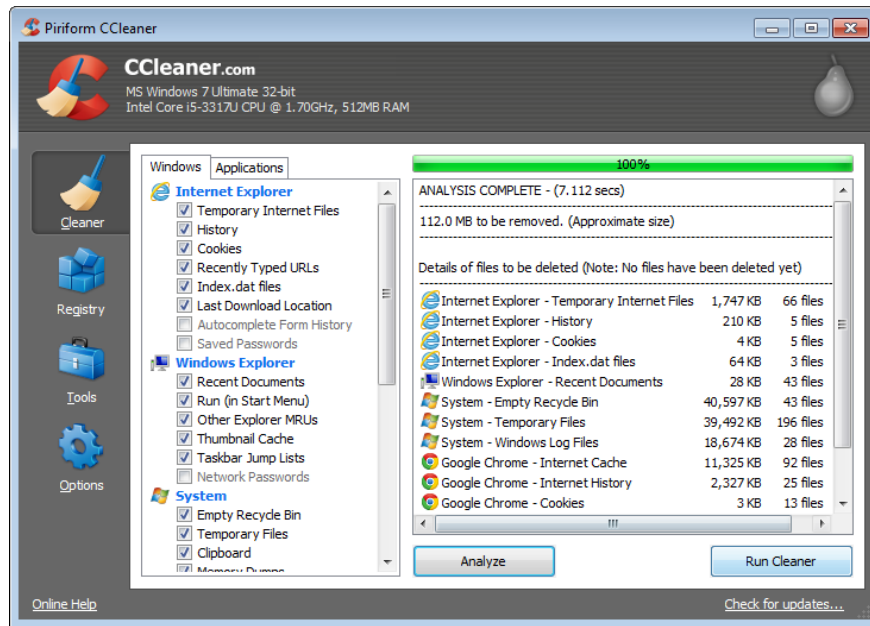 Piriform CCleaner
CCleaner.com
MS Windows 7 Ultimate 32-bit
Intel Core i5-3317U CPU @ 1.70GHz, 512MB RAM
Cleaner
Registry
Tools
Options
Windows
Applications
Internet Explorer
Temporary Internet Files
History
Cookies
Recently Typed URLs
Index.dat files
Last Download Location
Autocomplete Form History
Saved Passwords
Windows Explorer
Recent Documents
Run (in Start Menu)
Other Explorer MRUs
Thumbnail Cache
Taskbar Jump Lists
Network Passwords
System
Empty Recycle Bin
Temporary Files
Clipboard
Memory Dumps
100%
ANALYSIS COMPLETE - (7.112 secs)
112.0 MB to be removed. (Approximate size)
Details of files to be deleted (Note: No files have been deleted yet)
Internet Explorer - Temporary Internet Files 1,747 KB 66 files
Internet Explorer - History 210 KB 5 files
Internet Explorer - Cookies 4 KB 5 files
Internet Explorer - Index.dat files 64 KB 3 files
Windows Explorer - Recent Documents 28 KB 43 files
System - Empty Recycle Bin 40,597 KB 43 files
System - Temporary Files 39,492 KB 196 files
System - Windows Log Files 18,674 KB 28 files
Google Chrome - Internet Cache 11,325 KB 92 files
Google Chrome - Internet History 2,327 KB 25 files
Google Chrome - Cookies 3 KB 13 files
Analyze
Run Cleaner
Online Help
Check for updates...